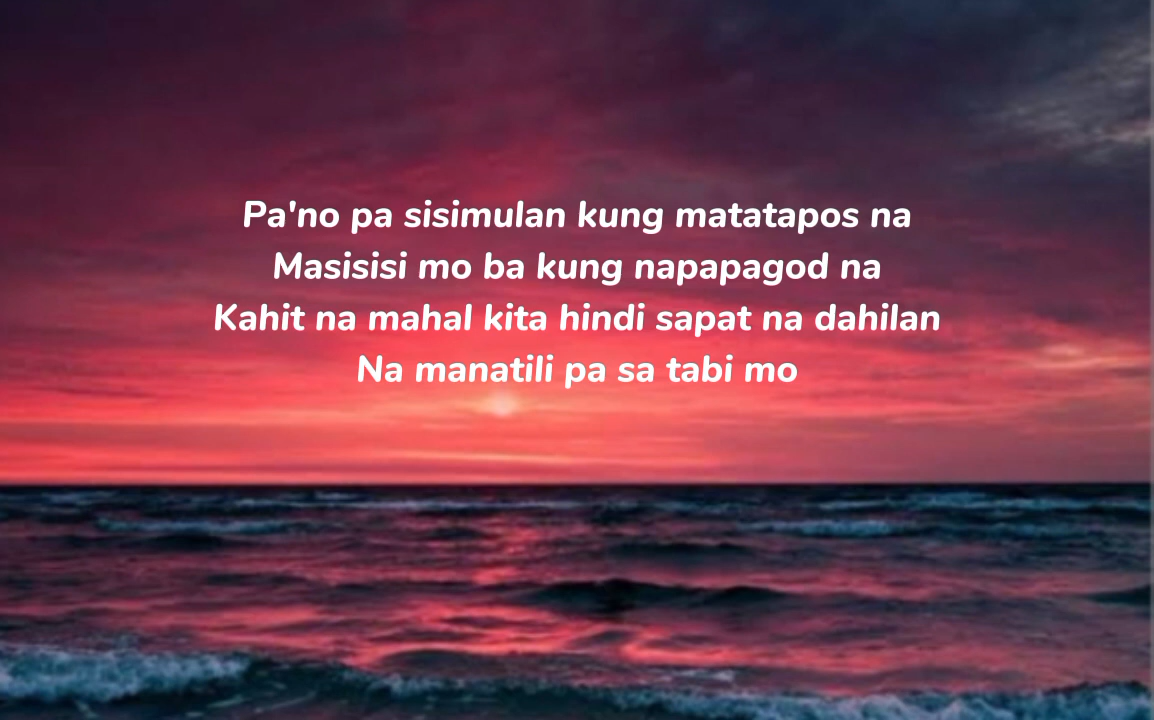 Pa'no pa sisimulan kung matatapos na
Masisisi mo ba kung napapagod na
Kahit na mahal kita hindi sapat na dahilan
Na manatili pa sa tabi mo